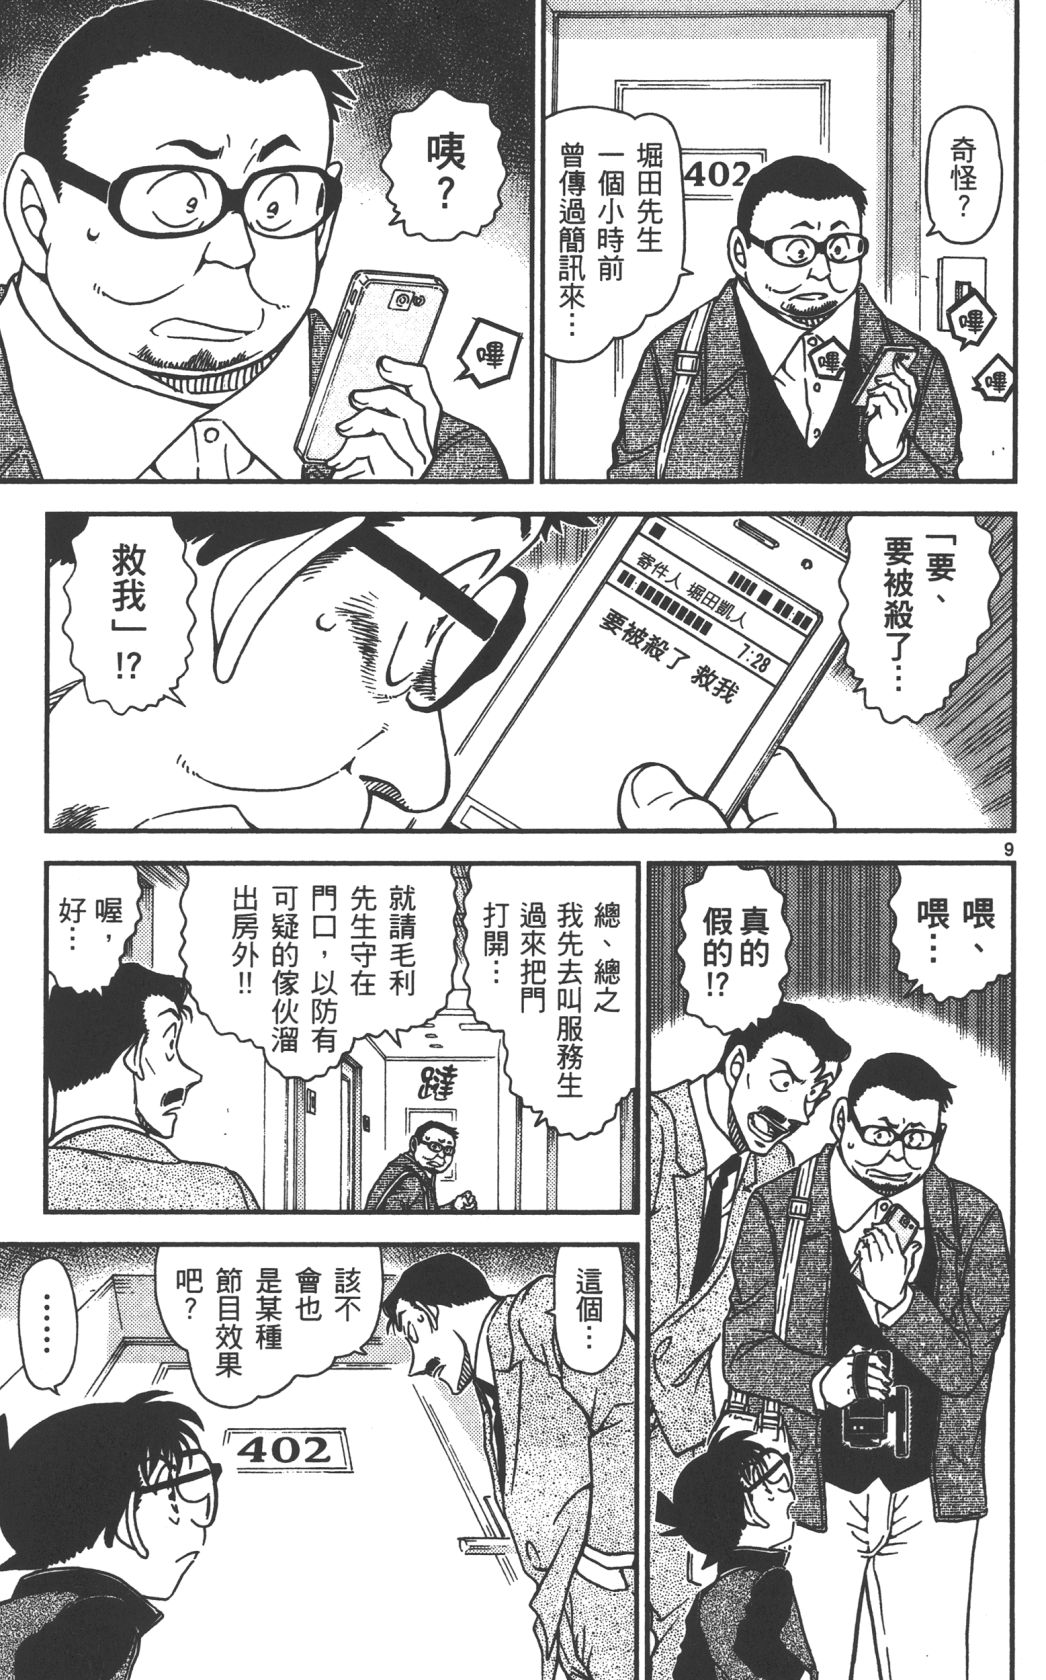 奇怪？
堀田先生
一個小時前
曾傳過簡訊來…
402
嗶
嗶
嗶
咦？
嗶
「要、
要被殺了…
寄件人 堀田凱人
7:28
要被殺了 救我
救我」!?
9
喂、
喂…
真的
假的!?
總、總之
我先去叫服務生
過來把門
打開…
就請毛利
先生守在
門口，以防有
可疑的傢伙溜
出房外!!
躂
喔，
好…
這個…
該不
會也
是某種
節目效果
吧？
402
……